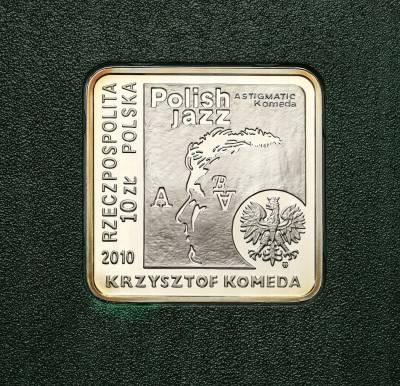 RZECZPOSPOLITA
10 ZŁ POLSKA
2010
Polish
jazz
ASTIGMATIC
Komeda
A
KRZYSZTOF KOMEDA